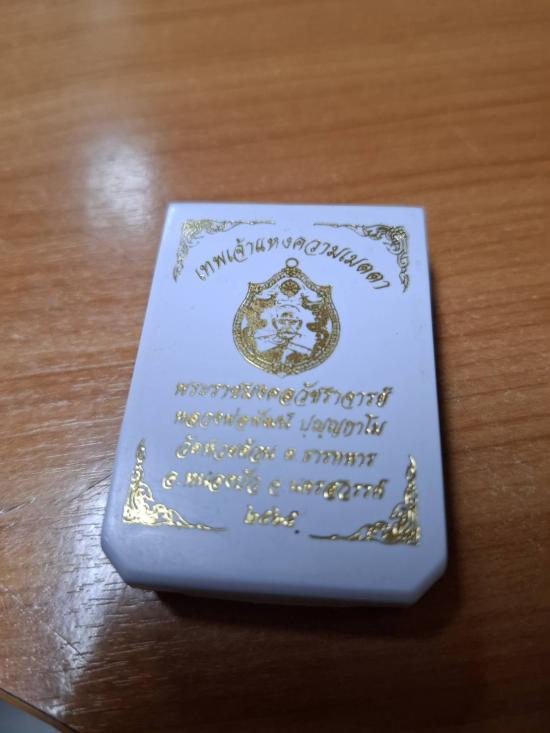 เทพเจ้าแห่งความเมตตา
พระราชมงคลวัชราจารย์
หลวงพ่อพัฒน์ ปุญฺญกาโม
วัดห้วยด้วน ต. ธารทหาร
อ. หนองบัว จ. นครสวรรค์